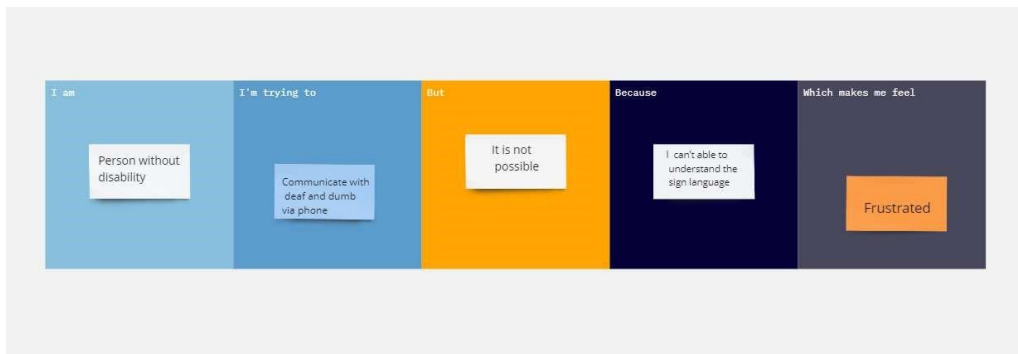 I am
Person without
disability
I'm trying to
Communicate with
deaf and dumb
via phone
But
It is not
possible
Because
I can't able to
understand the
sign language
Which makes me feel
Frustrated